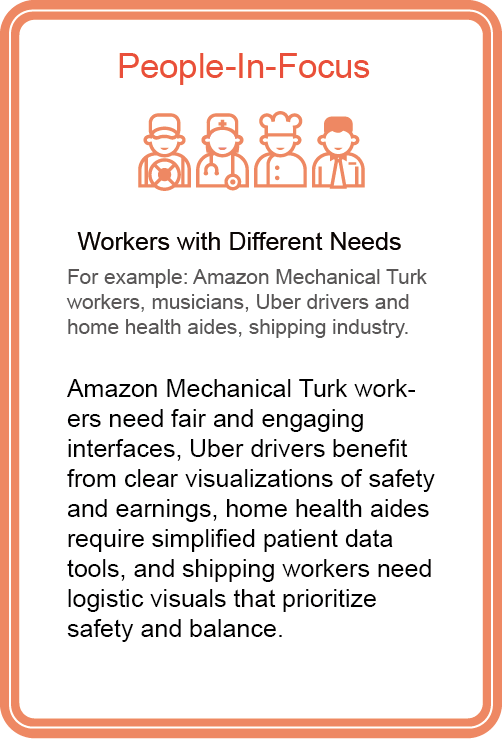 People-In-Focus
Workers with Different Needs
For example: Amazon Mechanical Turk
workers, musicians, Uber drivers and
home health aides, shipping industry.
Amazon Mechanical Turk work-
ers need fair and engaging
interfaces, Uber drivers benefit
from clear visualizations of safety
and earnings, home health aides
require simplified patient data
tools, and shipping workers need
logistic visuals that prioritize
safety and balance.